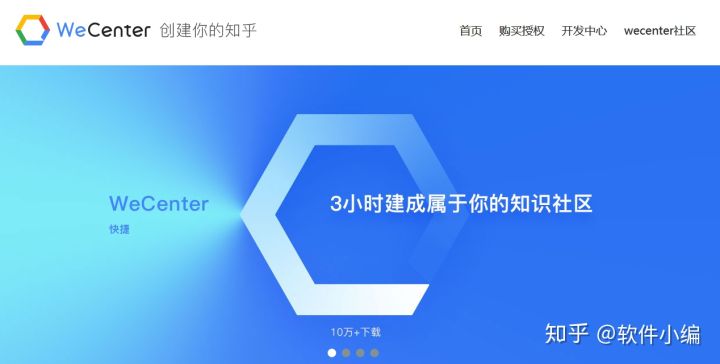 WeCenter 创建你的知乎
首页 购买授权 开发中心 wecenter社区
WeCenter
快捷
3小时建成属于你的知识社区
10万+下载
知乎 @软件小编